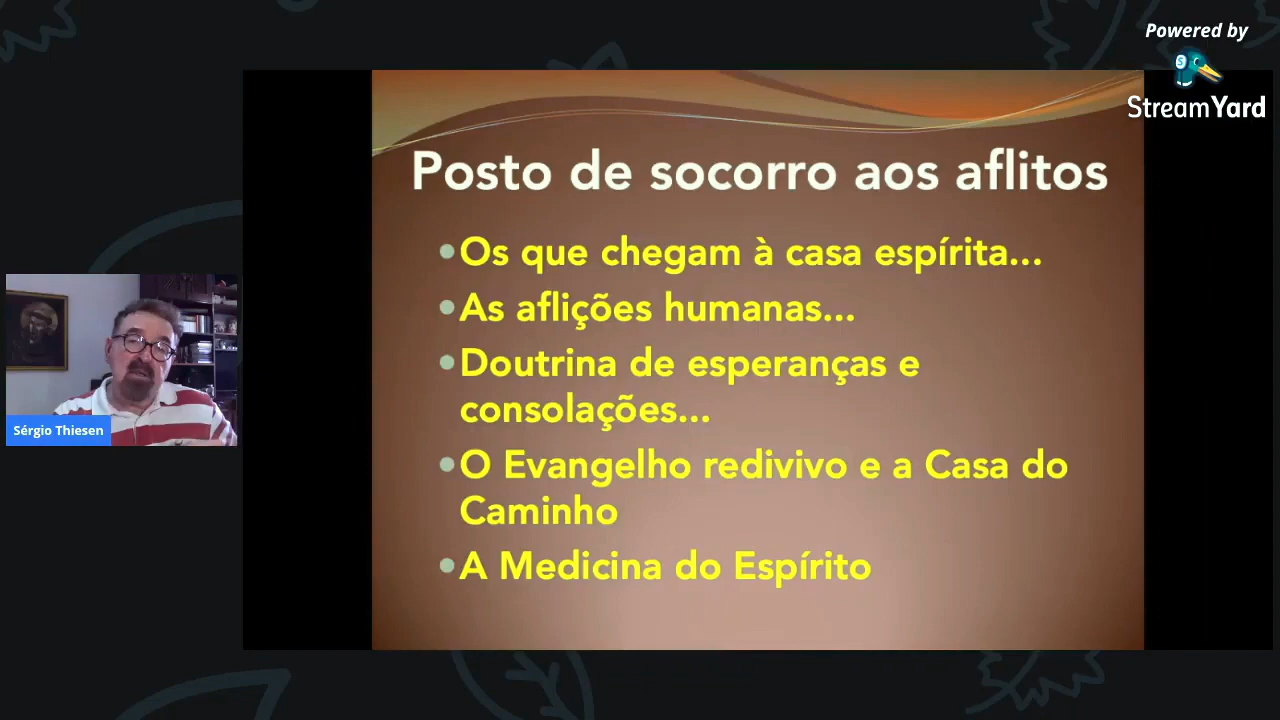 Powered by
StreamYard
Posto de socorro aos aflitos
•Os que chegam à casa espírita...
•As aflições humanas...
•Doutrina de esperanças e
consolações...
•O Evangelho redivivo e a Casa do
Caminho
•A Medicina do Espírito
Sérgio Thiesen